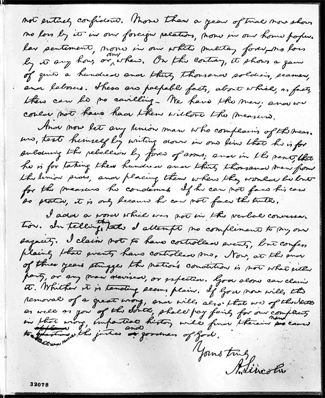 not entirely confident. More than a year of trial now shows
no loss by it in our foreign relations, none in our home popu-
lar sentiment, none in our white military force, no loss
by it any how or any where. On the contrary, it shows a gain
of quite a hundred and thirty thousand soldiers, seamen,
and laborers. These are palpable facts, about which, as facts,
there can be no cavilling. We have the men; and we
could not have had them without the measure.
And now let any Union man who complains of the meas-
ure, test himself by writing down in one line that he is for
subduing the rebellion by force of arms; and in the next, that
he is for taking these hundred and thirty thousand men from
the Union side, and placing them where they would be but
for the measure he condemns. If he can not face his case
so stated, it is only because he can not face the truth.
I add a word which was not in the verbal conversa-
tion. In telling this tale I attempt no compliment to my own
sagacity. I claim not to have controlled events, but confess
plainly that events have controlled me. Now, at the end
of three years struggle the nation's condition is not what either
party, or any man devised, or expected. God alone can claim
it. Whither it is tending seems plain. If God now wills the
removal of a great wrong, and wills also that we of the North
as well as you of the South, shall pay fairly for our complicity
in that wrong, impartial history will find therein new cause
to the justice and goodness of God.
Yours truly
A. Lincoln
32078